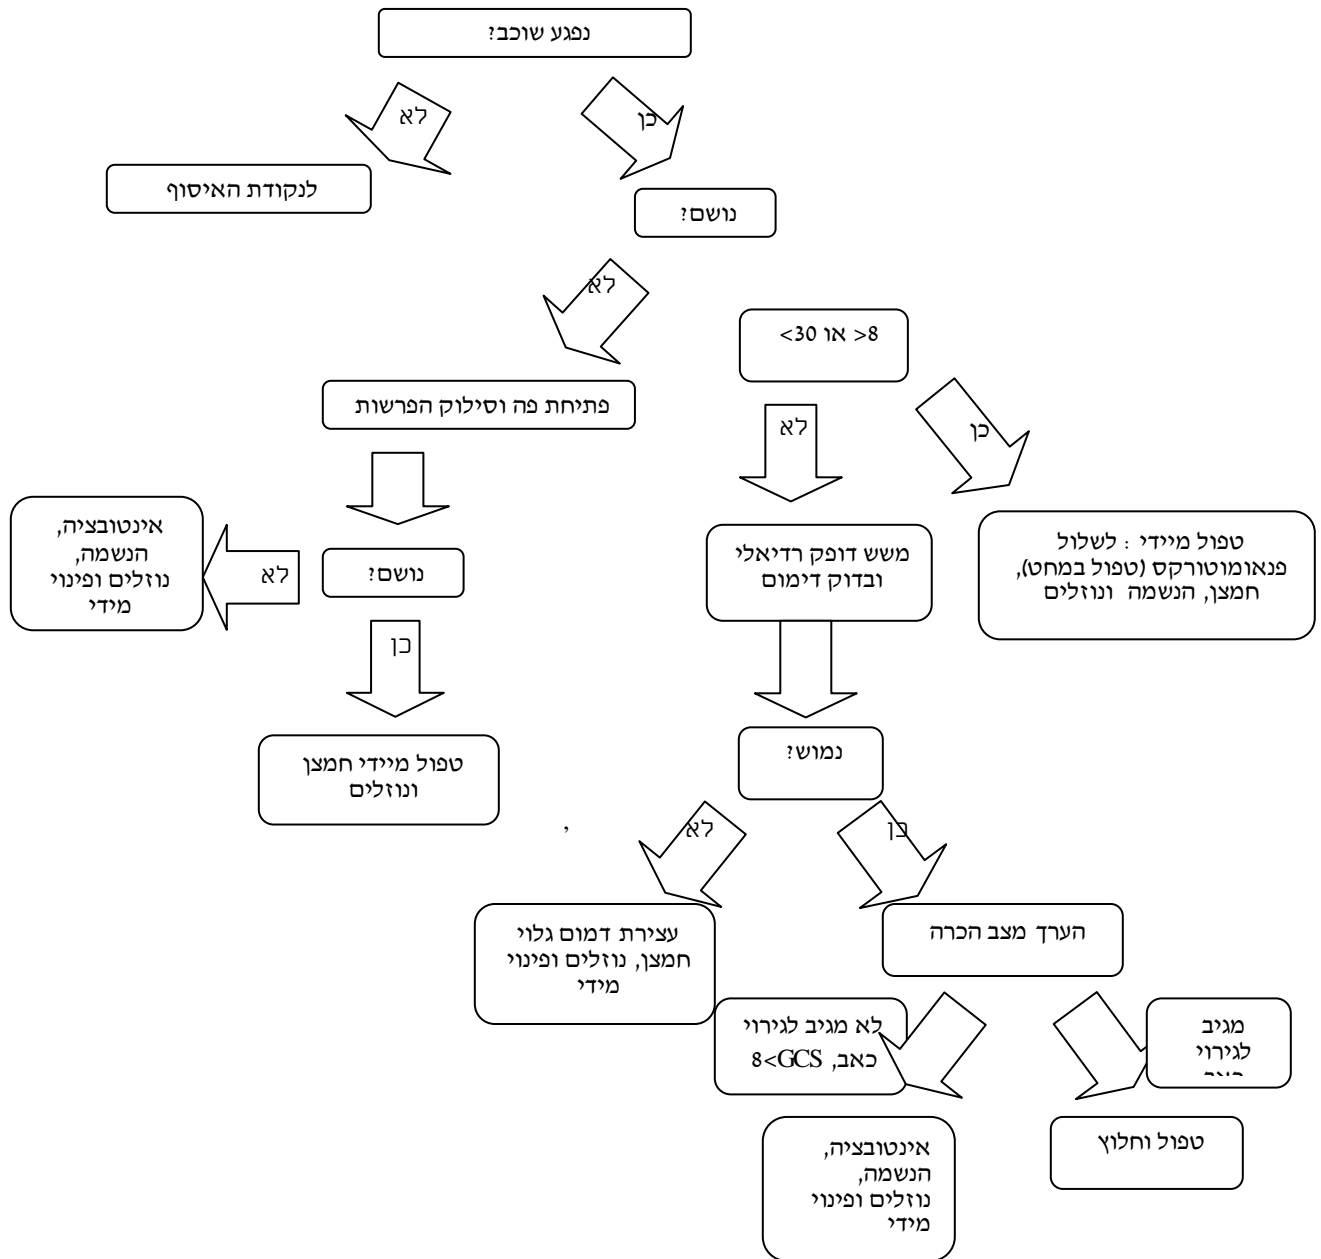 נפגע שוכב?
לא
כן
לנקודת האיסוף
נושם?
לא
<8 או 30>
פתיחת פה וסילוק הפרשות
לא
כן
אינטובציה,
הנשמה,
נוזלים ופינוי
מידי
לא
נושם?
משש דופק רדיאלי
ובדוק דימום
טפול מיידי : לשלול
פנאומוטורקס (טפול במחט),
חמצן, הנשמה ונוזלים
כן
טפול מיידי חמצן
ונוזלים
נמוש?
,
לא
כן
עצירת דמום גלוי
חמצן, נוזלים ופינוי
מידי
הערך מצב הכרה
לא מגיב לגירוי
כאב, GCS>8
מגיב
לגירוי
אינטובציה,
הנשמה,
נוזלים ופינוי
מידי
טפול וחלוץ